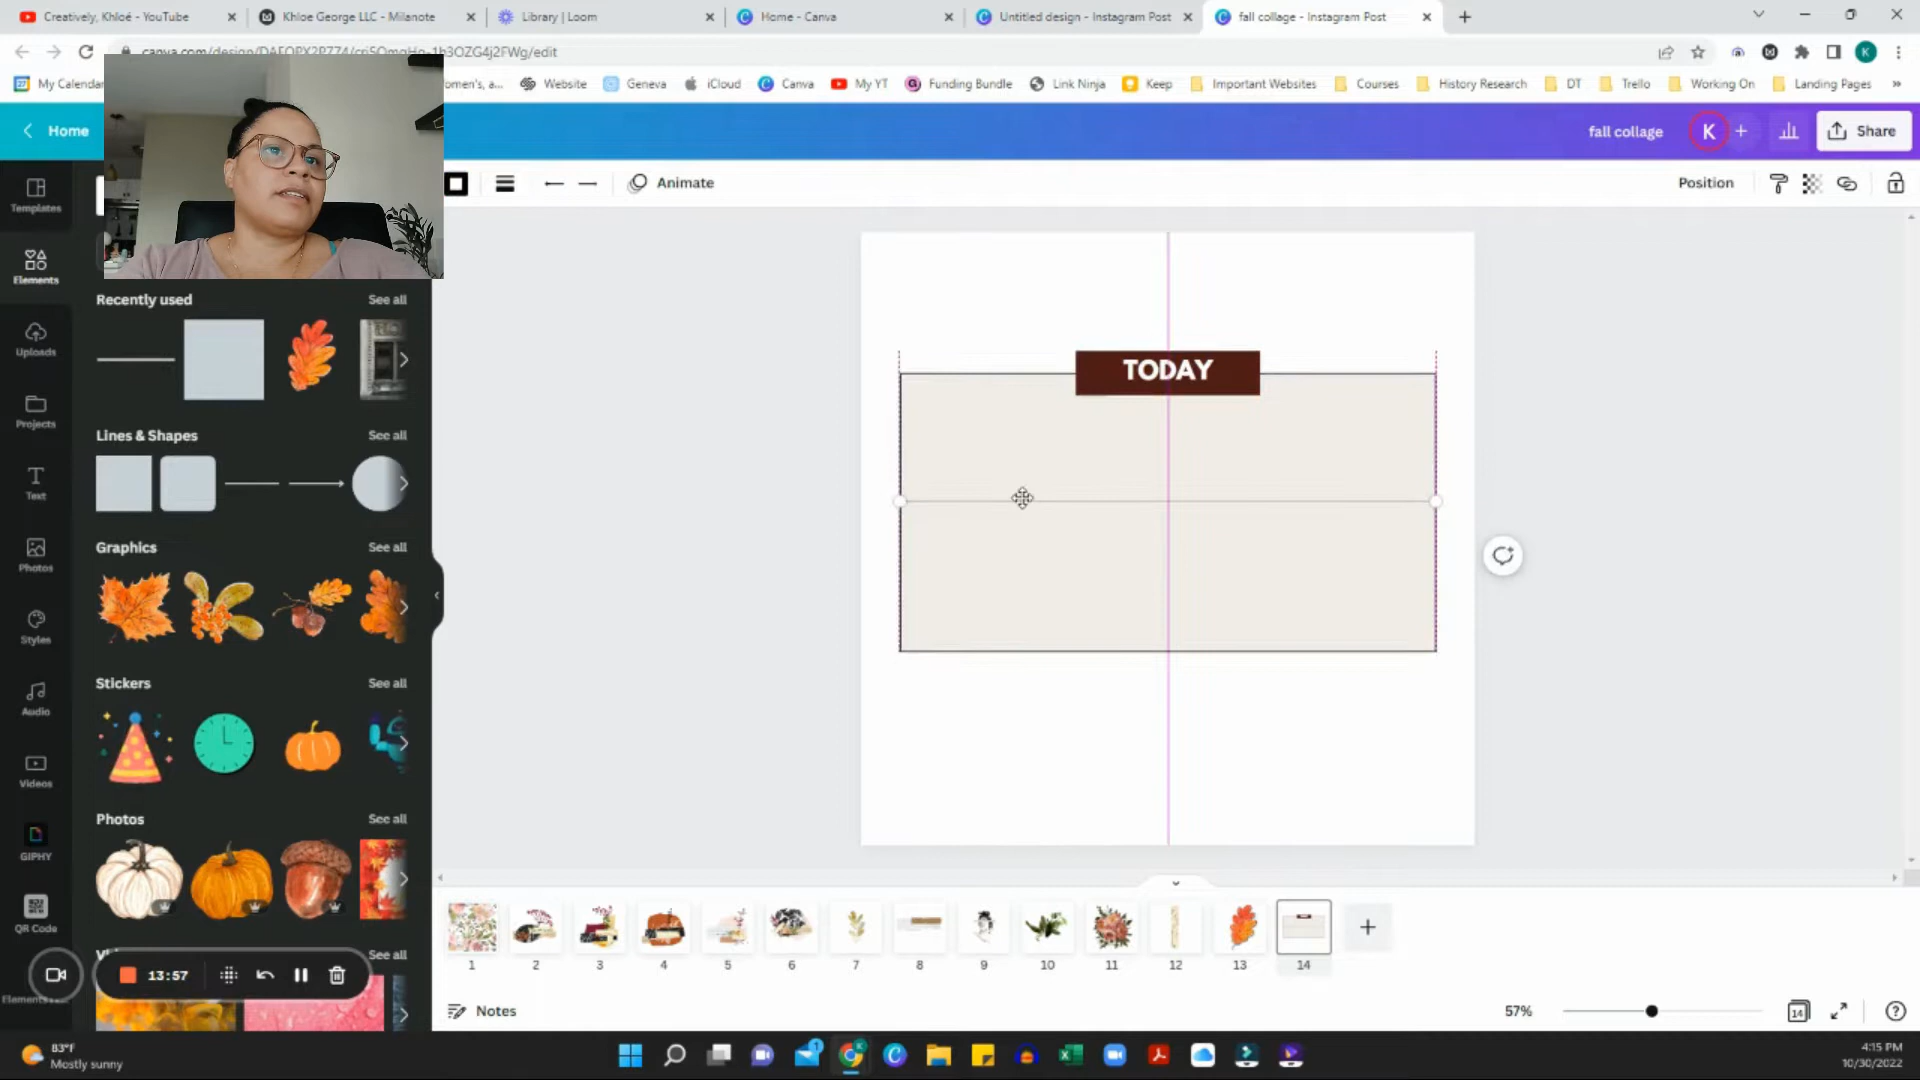 Creatively, Khloé - YouTube
Khloe George LLC - Milanote
Library | Loom
Home - Canva
Untitled design - Instagram Post
fall collage - Instagram Post
My Calendar
omen's, a...
Website
Geneva
iCloud
Canva
My YT
Funding Bundle
Link Ninja
Keep
Important Websites
Courses
History Research
DT
Trello
Working On
Landing Pages
Home
fall collage
K
Share
Templates
Animate
Position
Elements
Recently used
See all
Uploads
Projects
Lines & Shapes
See all
TODAY
Text
Photos
Graphics
See all
Styles
Stickers
See all
Audio
Videos
Photos
See all
GIPHY
QR Code
See all
13:57
1
2
3
4
5
6
7
8
9
10
11
12
13
14
Notes
57%
14
83°F
Mostly sunny
4:15 PM
10/30/2022